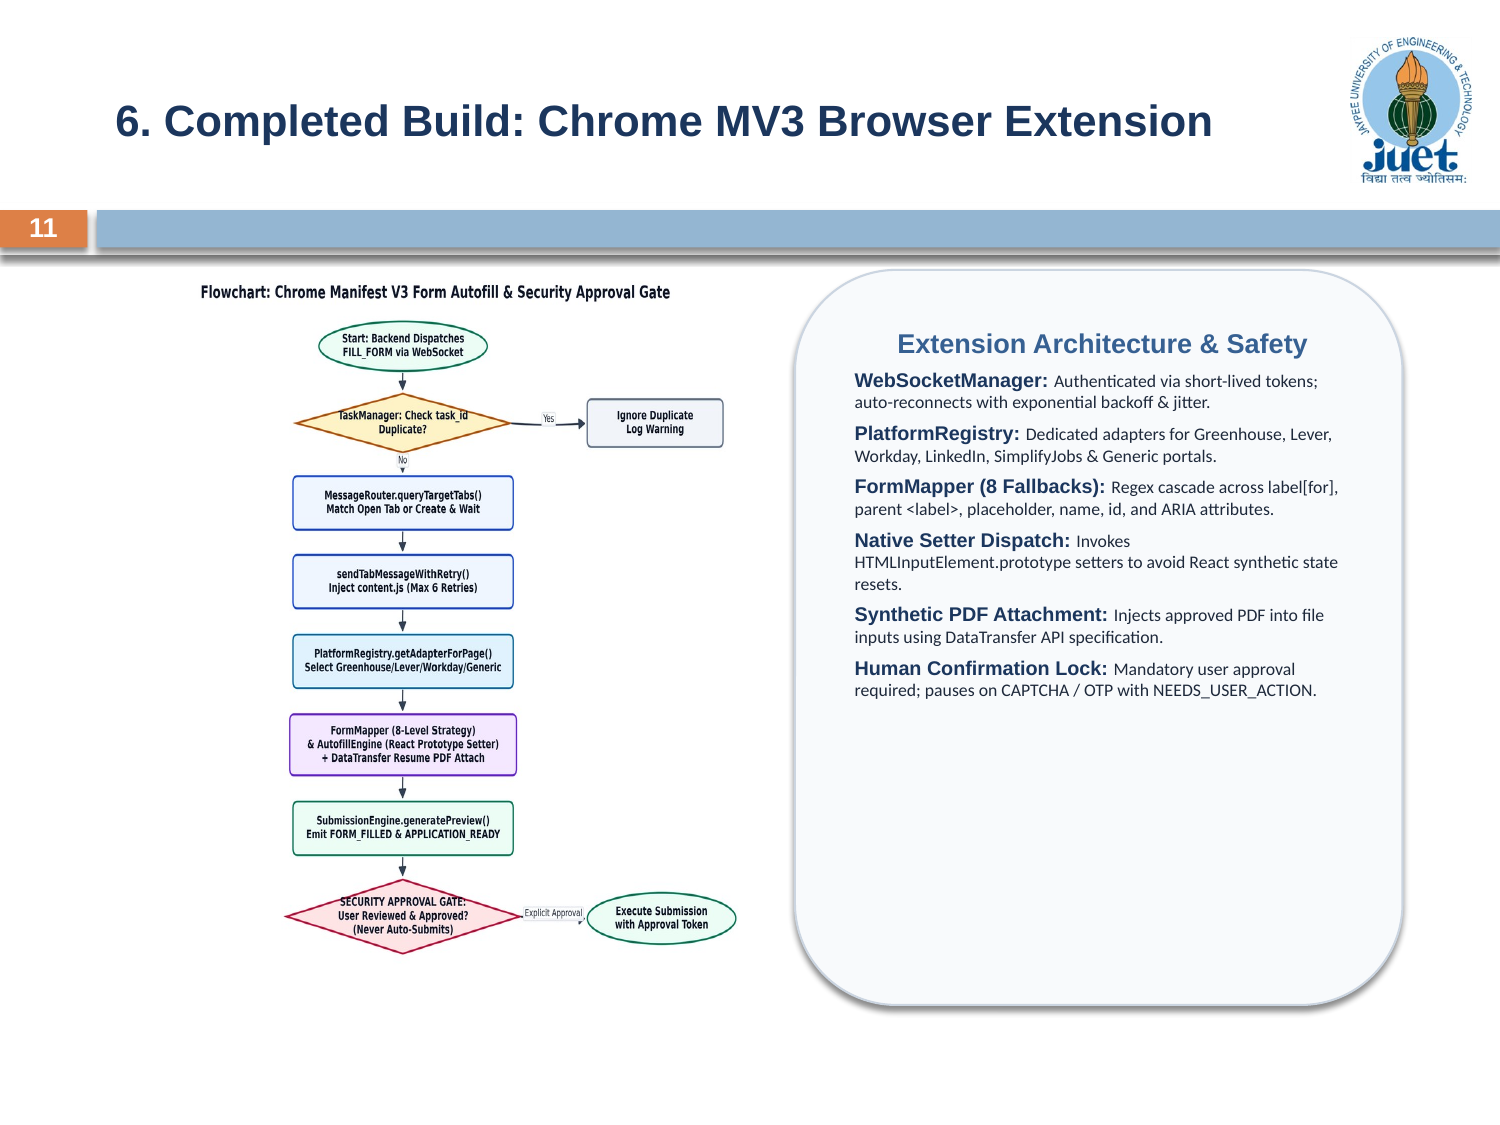 6. Completed Build: Chrome MV3 Browser Extension
JAYPEE UNIVERSITY OF ENGINEERING & TECHNOLOGY
juet
विद्या तत्व ज्योतिसम:
11
Flowchart: Chrome Manifest V3 Form Autofill & Security Approval Gate
Start: Backend Dispatches
FILL_FORM via WebSocket
TaskManager: Check task_id
Duplicate?
Yes
Ignore Duplicate
Log Warning
No
MessageRouter.queryTargetTabs()
Match Open Tab or Create & Wait
sendTabMessageWithRetry()
Inject content.js (Max 6 Retries)
PlatformRegistry.getAdapterForPage()
Select Greenhouse/Lever/Workday/Generic
FormMapper (8-Level Strategy)
& AutofillEngine (React Prototype Setter)
+ DataTransfer Resume PDF Attach
SubmissionEngine.generatePreview()
Emit FORM_FILLED & APPLICATION_READY
SECURITY APPROVAL GATE:
User Reviewed & Approved?
(Never Auto-Submits)
Explicit Approval
Execute Submission
with Approval Token
Extension Architecture & Safety
WebSocketManager: Authenticated via short-lived tokens;
auto-reconnects with exponential backoff & jitter.
PlatformRegistry: Dedicated adapters for Greenhouse, Lever,
Workday, LinkedIn, SimplifyJobs & Generic portals.
FormMapper (8 Fallbacks): Regex cascade across label[for],
parent <label>, placeholder, name, id, and ARIA attributes.
Native Setter Dispatch: Invokes
HTMLInputElement.prototype setters to avoid React synthetic state
resets.
Synthetic PDF Attachment: Injects approved PDF into file
inputs using DataTransfer API specification.
Human Confirmation Lock: Mandatory user approval
required; pauses on CAPTCHA / OTP with NEEDS_USER_ACTION.